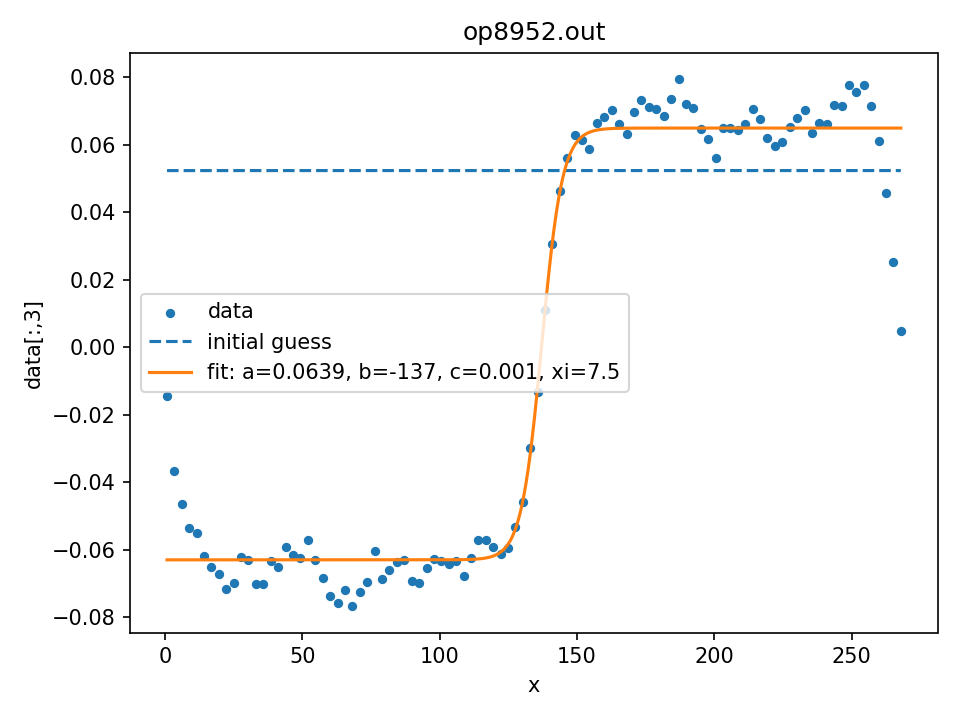 op8952.out
0.08
0.06
0.04
0.02
0.00
−0.02
−0.04
−0.06
−0.08
data[:,3]
data
initial guess
fit: a=0.0639, b=-137, c=0.001, xi=7.5
0 50 100 150 200 250
x